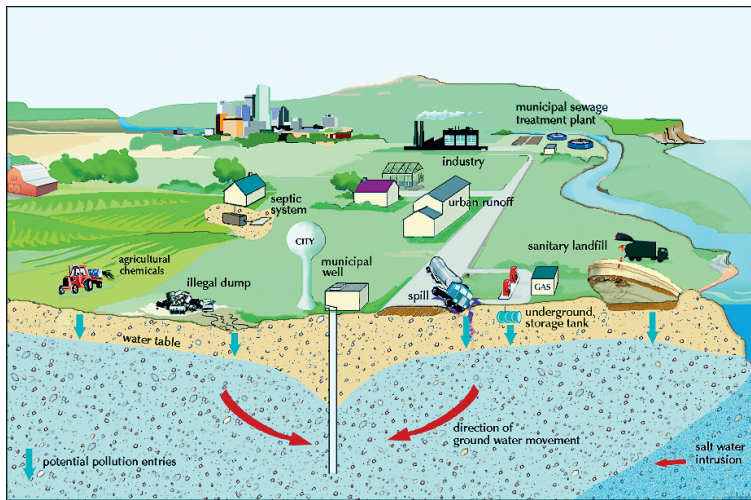 municipal sewage
treatment plant
industry
septic
system
urban runoff
CITY
municipal
well
sanitary landfill
agricultural
chemicals
illegal dump
spill
GAS
underground
storage tank
water table
direction of
ground water movement
salt water
intrusion
potential pollution entries